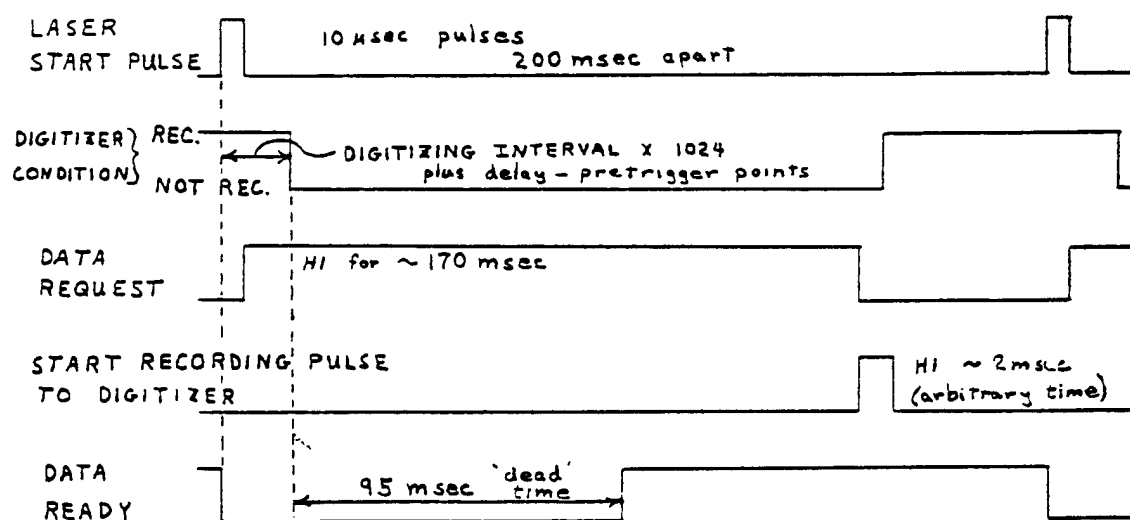 LASER
START PULSE
10 μsec pulses
200 msec apart
DIGITIZER
CONDITION
REC.
NOT REC.
DIGITIZING INTERVAL X 1024
plus delay - pretrigger points
DATA
REQUEST
HI for ~ 170 msec
START RECORDING PULSE
TO DIGITIZER
HI ~ 2 msec
(arbitrary time)
DATA
READY
95 msec 'dead'
time